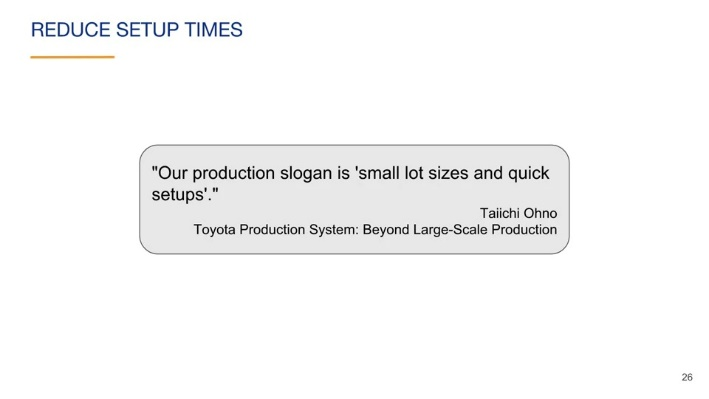 REDUCE SETUP TIMES
"Our production slogan is 'small lot sizes and quick
setups'."
Taiichi Ohno
Toyota Production System: Beyond Large-Scale Production
26